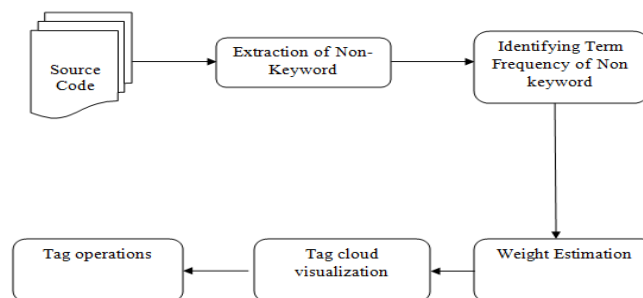 Source
Code
Extraction of Non-
Keyword
Identifying Term
Frequency of Non
keyword
Weight Estimation
Tag cloud
visualization
Tag operations